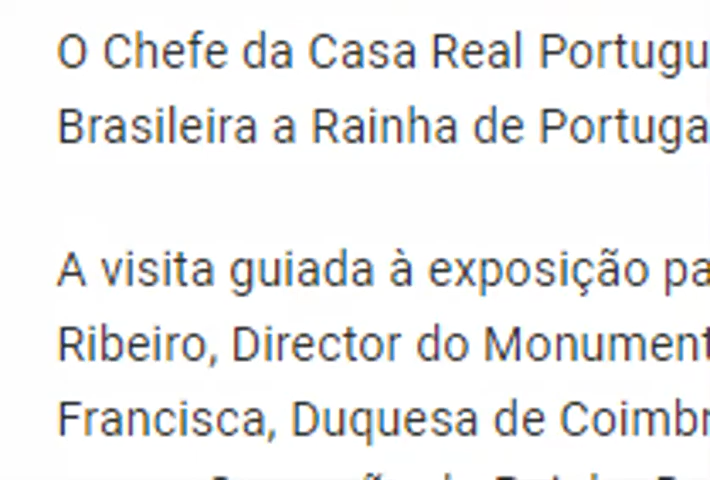 O Chefe da Casa Real Portugu
Brasileira a Rainha de Portuga
A visita guiada à exposição pa
Ribeiro, Director do Monument
Francisca, Duquesa de Coimbr